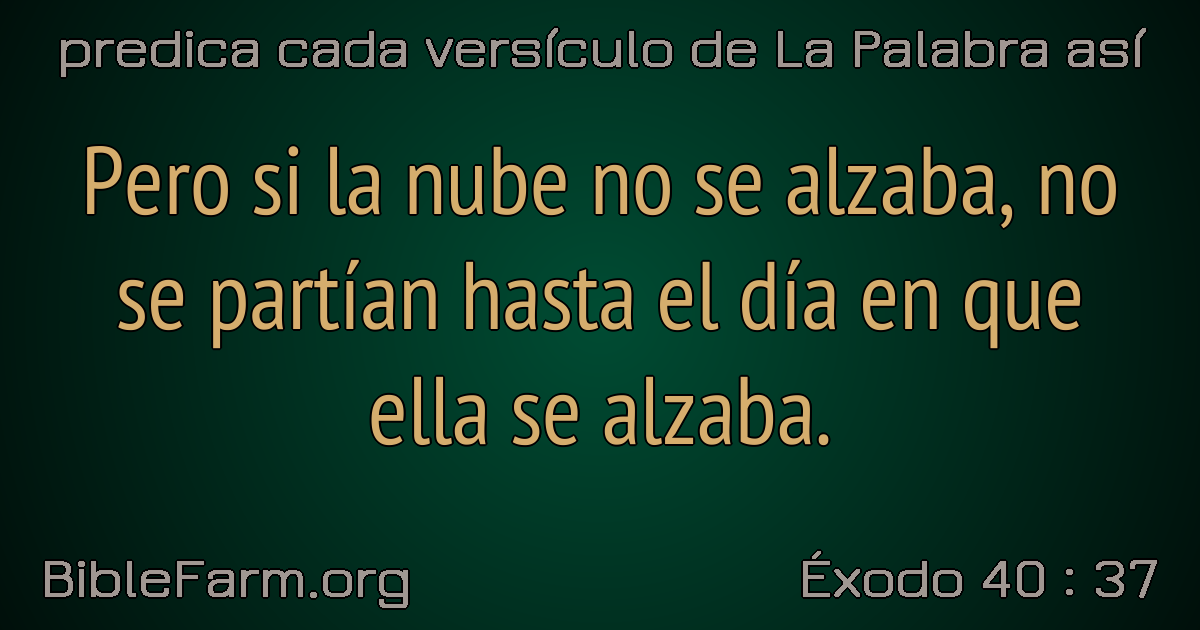 predica cada versículo de La Palabra así
Pero si la nube no se alzaba, no
se partían hasta el día en que
ella se alzaba.
BibleFarm.org
Éxodo 40 : 37